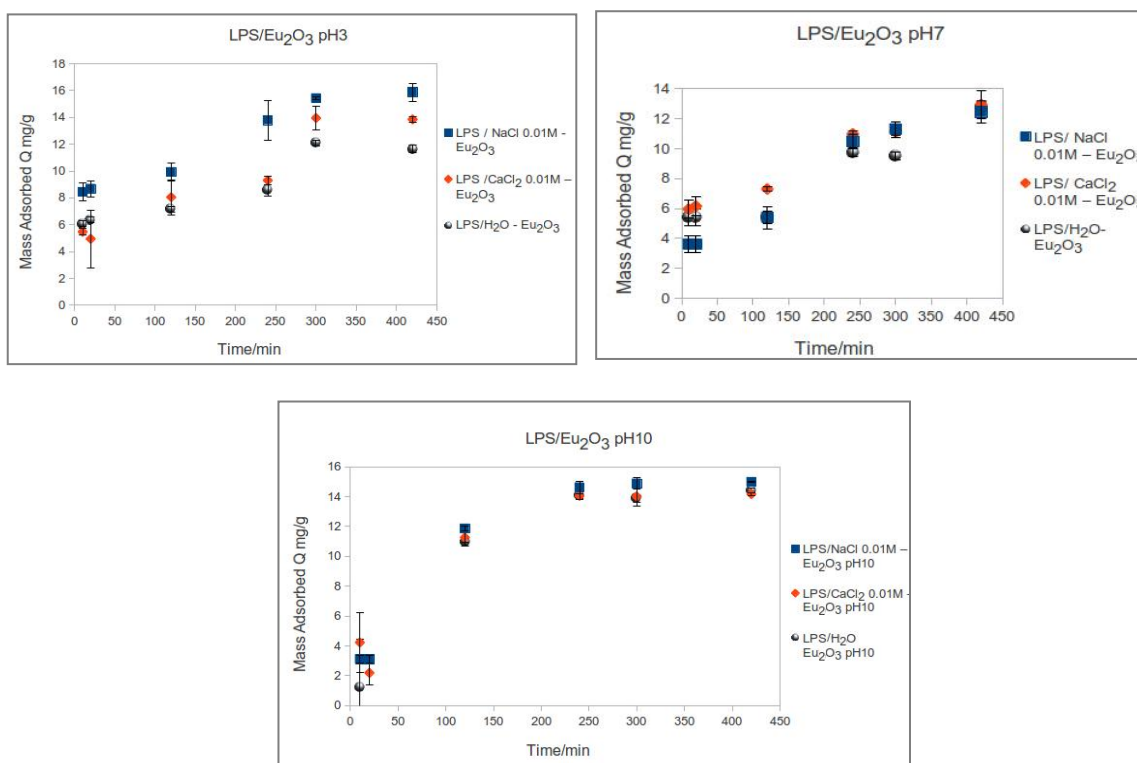 LPS/Eu₂O₃ pH3
18
16
14
12
10
8
6
4
2
0
0 50 100 150 200 250 300 350 400 450
Mass Adsorbed Q mg/g
Time/min
LPS / NaCl 0.01M -
Eu₂O₃
LPS /CaCl₂ 0.01M –
Eu₂O₃
LPS/H₂O - Eu₂O₃
LPS/Eu₂O₃ pH7
14
12
10
8
6
4
2
0
0 50 100 150 200 250 300 350 400 450
Mass Adsorbed Q mg/g
Time/min
LPS/ NaCl
0.01M – Eu₂O₃
LPS/ CaCl₂
0.01M – Eu₂O₃
LPS/H₂O-
Eu₂O₃
LPS/Eu₂O₃ pH10
16
14
12
10
8
6
4
2
0
0 50 100 150 200 250 300 350 400 450
Mass Adsorbed Q mg/g
Time/min
LPS/NaCl 0.01M –
Eu₂O₃ pH10
LPS/CaCl₂ 0.01M -
Eu₂O₃ pH10
LPS/H₂O
Eu₂O₃ pH10